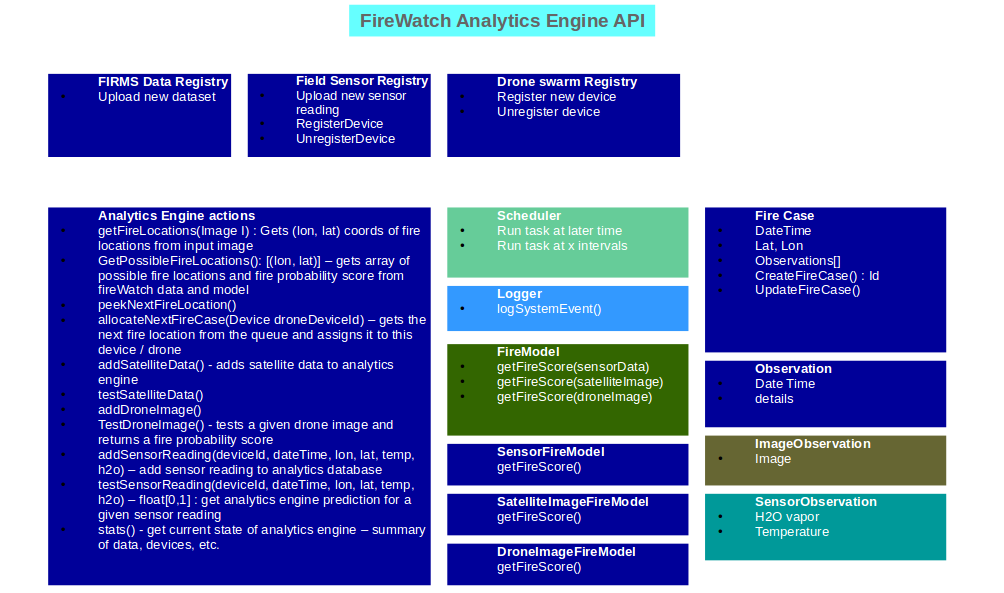 FireWatch Analytics Engine API
FIRMS Data Registry
Upload new dataset
Field Sensor Registry
Upload new sensor
reading
RegisterDevice
UnregisterDevice
Drone swarm Registry
Register new device
Unregister device
Analytics Engine actions
getFireLocations(Image I) : Gets (lon, lat) coords of fire
locations from input image
GetPossibleFireLocations(): [(lon, lat)] – gets array of
possible fire locations and fire probability score from
fireWatch data and model
peekNextFireLocation()
allocateNextFireCase(Device droneDeviceId) – gets the
next fire location from the queue and assigns it to this
device / drone
addSatelliteData() - adds satellite data to analytics
engine
testSatelliteData()
addDroneImage()
TestDroneImage() - tests a given drone image and
returns a fire probability score
addSensorReading(deviceId, dateTime, lon, lat, temp,
h2o) – add sensor reading to analytics database
testSensorReading(deviceId, dateTime, lon, lat, temp,
h2o) – float[0,1] : get analytics engine prediction for a
given sensor reading
stats() - get current state of analytics engine – summary
of data, devices, etc.
Scheduler
Run task at later time
Run task at x intervals
Logger
logSystemEvent()
FireModel
getFireScore(sensorData)
getFireScore(satelliteImage)
getFireScore(droneImage)
SensorFireModel
getFireScore()
SatelliteImageFireModel
getFireScore()
DroneImageFireModel
getFireScore()
Fire Case
DateTime
Lat, Lon
Observations[]
CreateFireCase() : Id
UpdateFireCase()
Observation
Date Time
details
ImageObservation
Image
SensorObservation
H2O vapor
Temperature